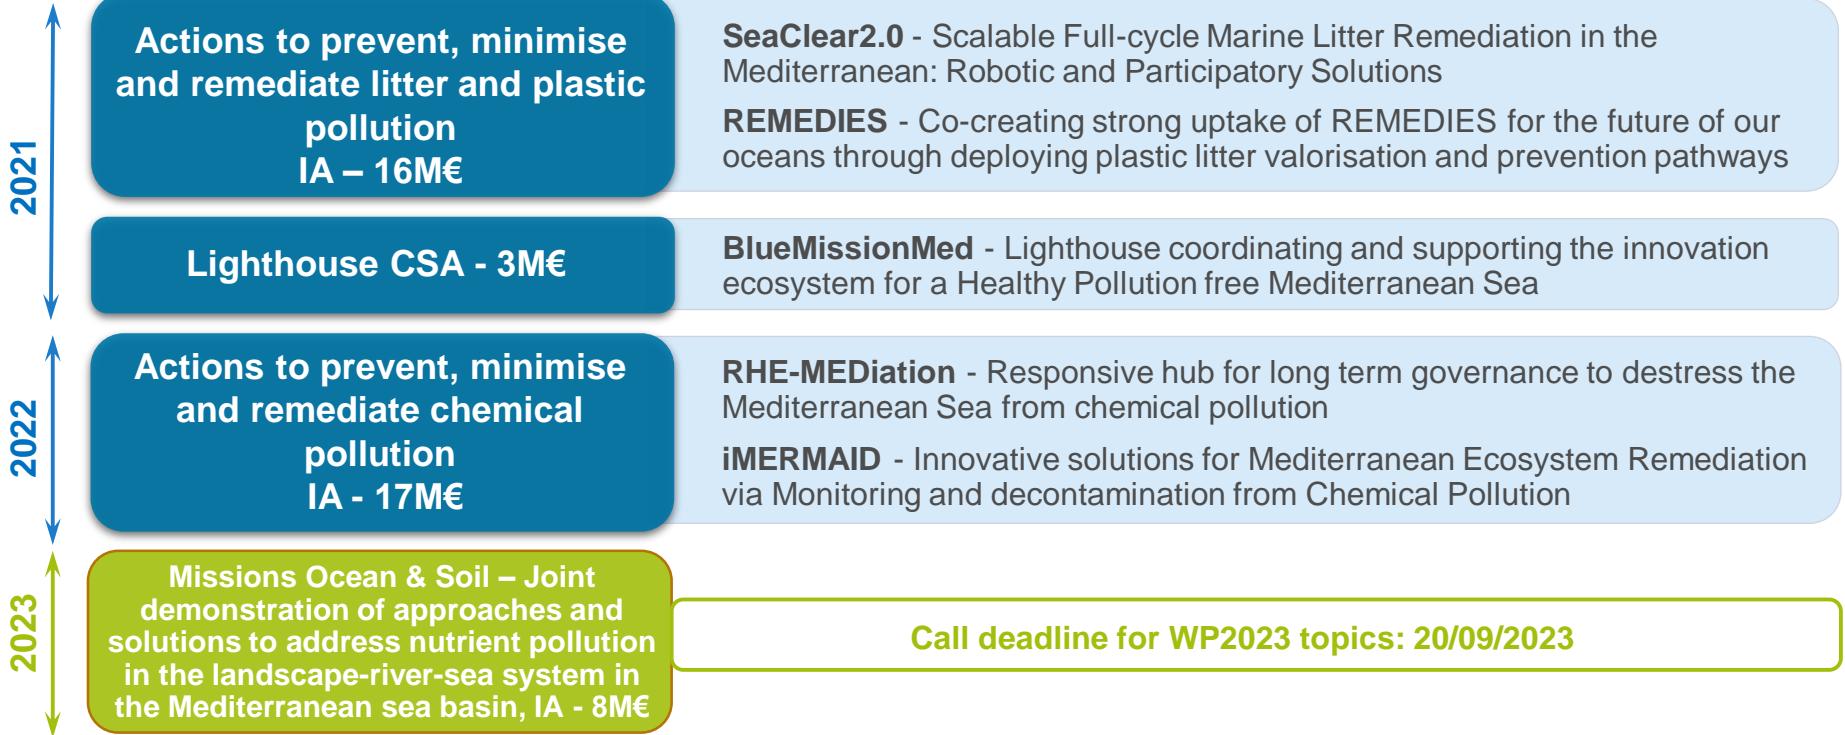 2021
Actions to prevent, minimise
and remediate litter and plastic
pollution
IA – 16M€
SeaClear2.0 - Scalable Full-cycle Marine Litter Remediation in the
Mediterranean: Robotic and Participatory Solutions
REMEDIES - Co-creating strong uptake of REMEDIES for the future of our
oceans through deploying plastic litter valorisation and prevention pathways
Lighthouse CSA - 3M€
BlueMissionMed - Lighthouse coordinating and supporting the innovation
ecosystem for a Healthy Pollution free Mediterranean Sea
2022
Actions to prevent, minimise
and remediate chemical
pollution
IA - 17M€
RHE-MEDiation - Responsive hub for long term governance to destress the
Mediterranean Sea from chemical pollution
iMERMAID - Innovative solutions for Mediterranean Ecosystem Remediation
via Monitoring and decontamination from Chemical Pollution
2023
Missions Ocean & Soil – Joint
demonstration of approaches and
solutions to address nutrient pollution
in the landscape-river-sea system in
the Mediterranean sea basin, IA - 8M€
Call deadline for WP2023 topics: 20/09/2023